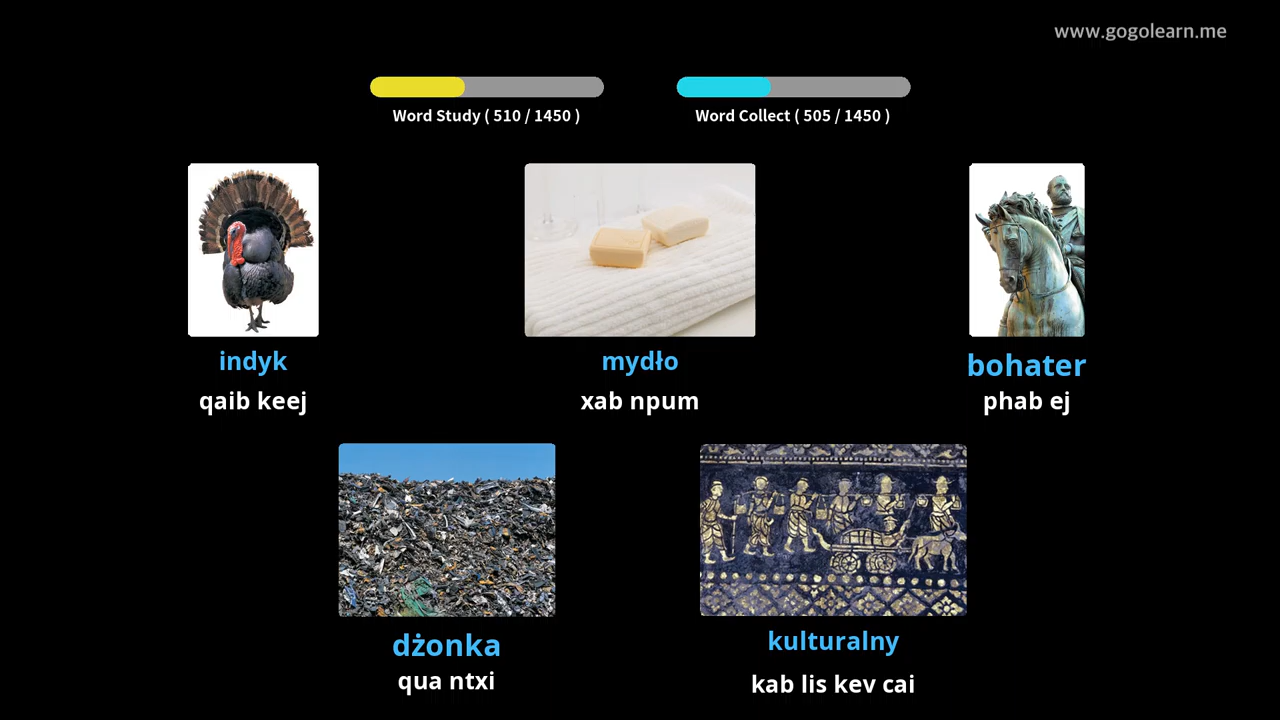 www.gogolearn.me
Word Study ( 510 / 1450 )
Word Collect ( 505 / 1450 )
indyk
qaib keej
mydło
xab npum
bohater
phab ej
dżonka
qua ntxi
kulturalny
kab lis kev cai